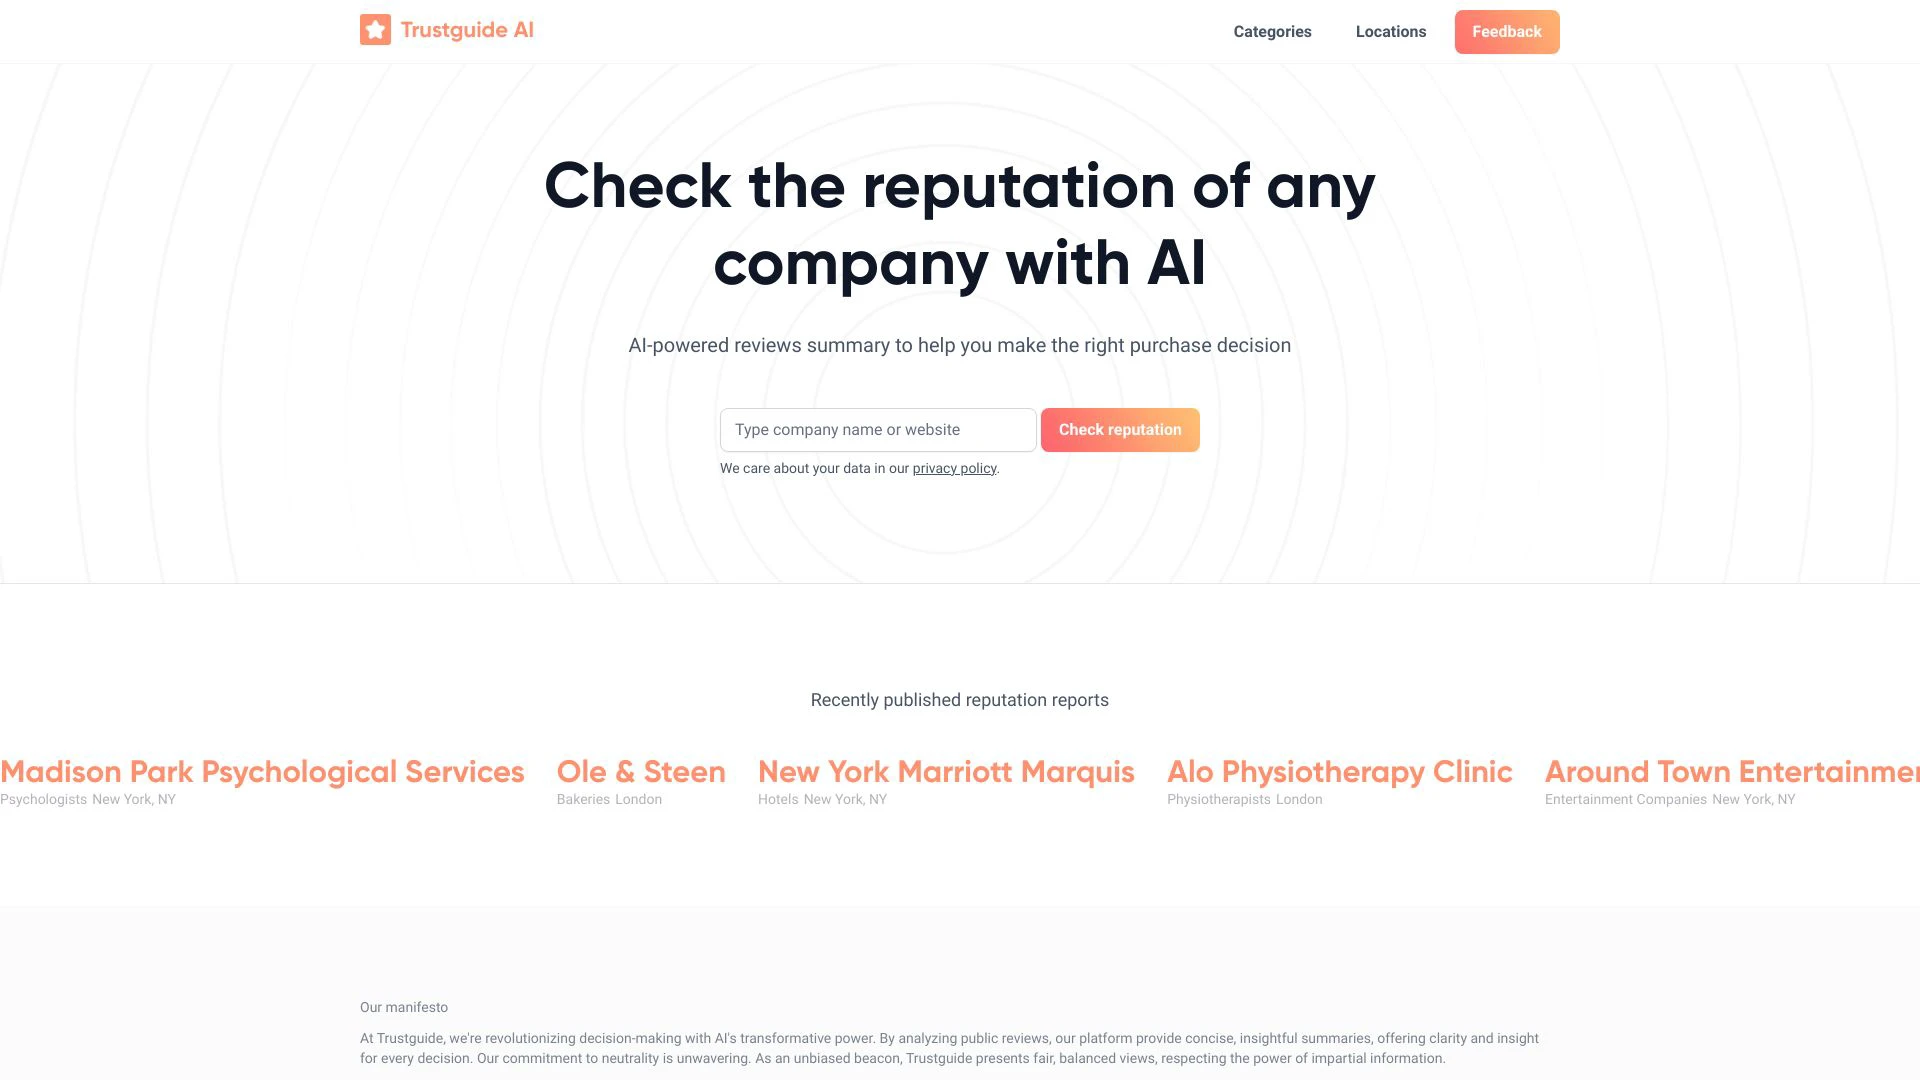 Trustguide AI
Categories
Locations
Feedback
Check the reputation of any
company with AI
AI-powered reviews summary to help you make the right purchase decision
Type company name or website
Check reputation
We care about your data in our privacy policy.
Recently published reputation reports
Madison Park Psychological Services
Psychologists New York, NY
Ole & Steen
Bakeries London
New York Marriott Marquis
Hotels New York, NY
Alo Physiotherapy Clinic
Physiotherapists London
Around Town
Entertainment Companies New York, NY
Our manifesto
At Trustguide, we're revolutionizing decision-making with AI's transformative power. By analyzing public reviews, our platform provide concise, insightful summaries, offering clarity and insight
for every decision. Our commitment to neutrality is unwavering. As an unbiased beacon, Trustguide presents fair, balanced views, respecting the power of impartial information.